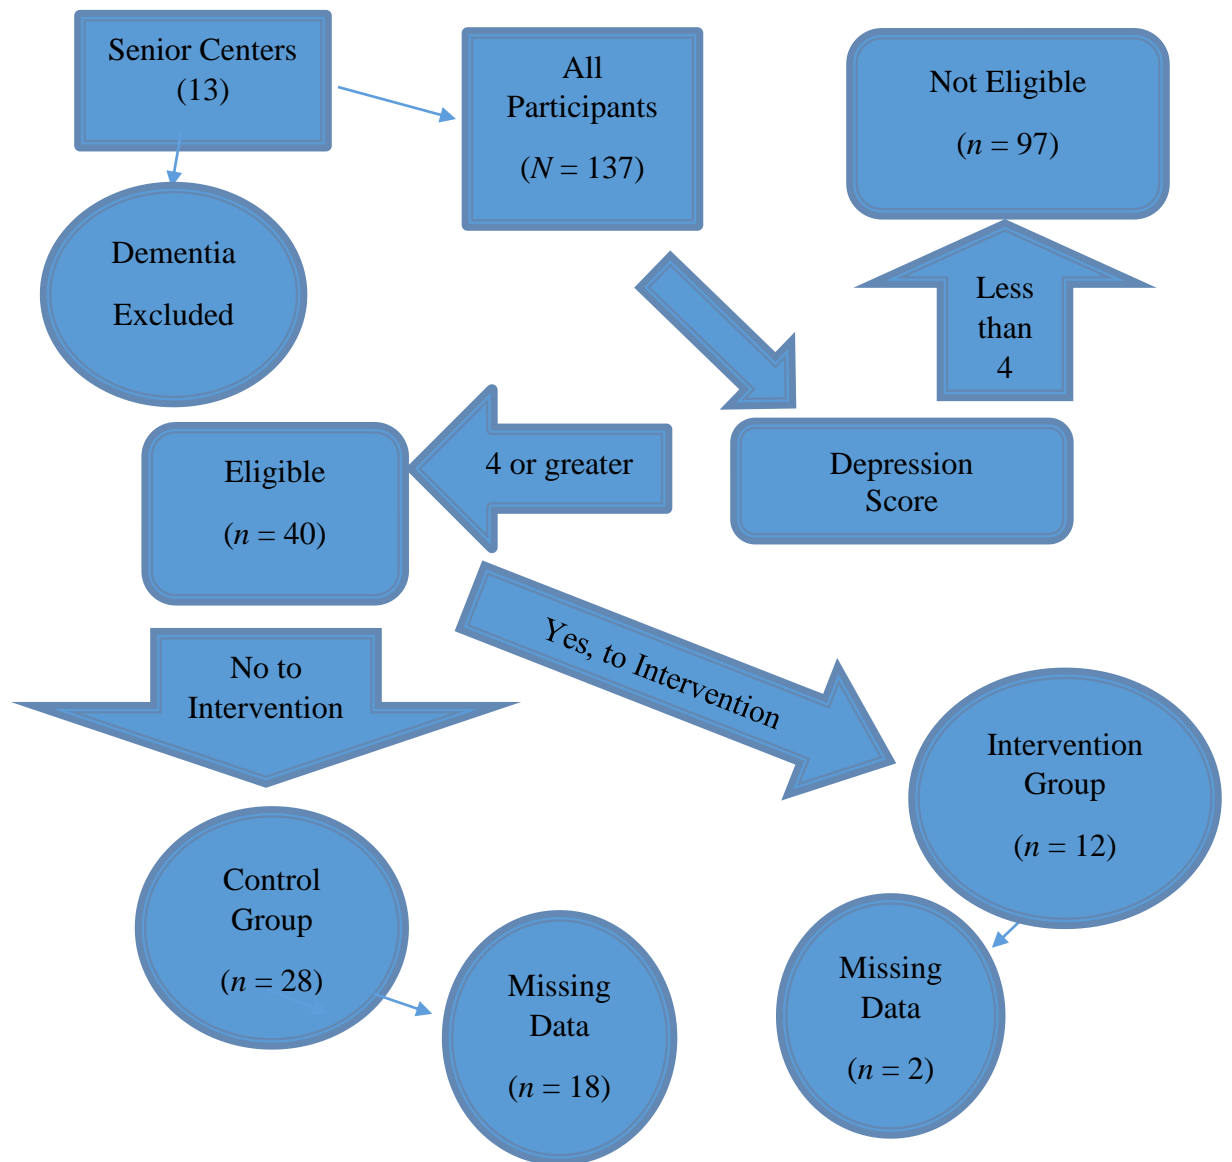 Senior Centers
(13)
All
Participants
(N = 137)
Not Eligible
(n = 97)
Dementia
Excluded
Less
than
4
Eligible
(n = 40)
4 or greater
Depression
Score
No to
Intervention
Yes, to Intervention
Intervention
Group
(n = 12)
Control
Group
(n = 28)
Missing
Data
(n = 18)
Missing
Data
(n = 2)